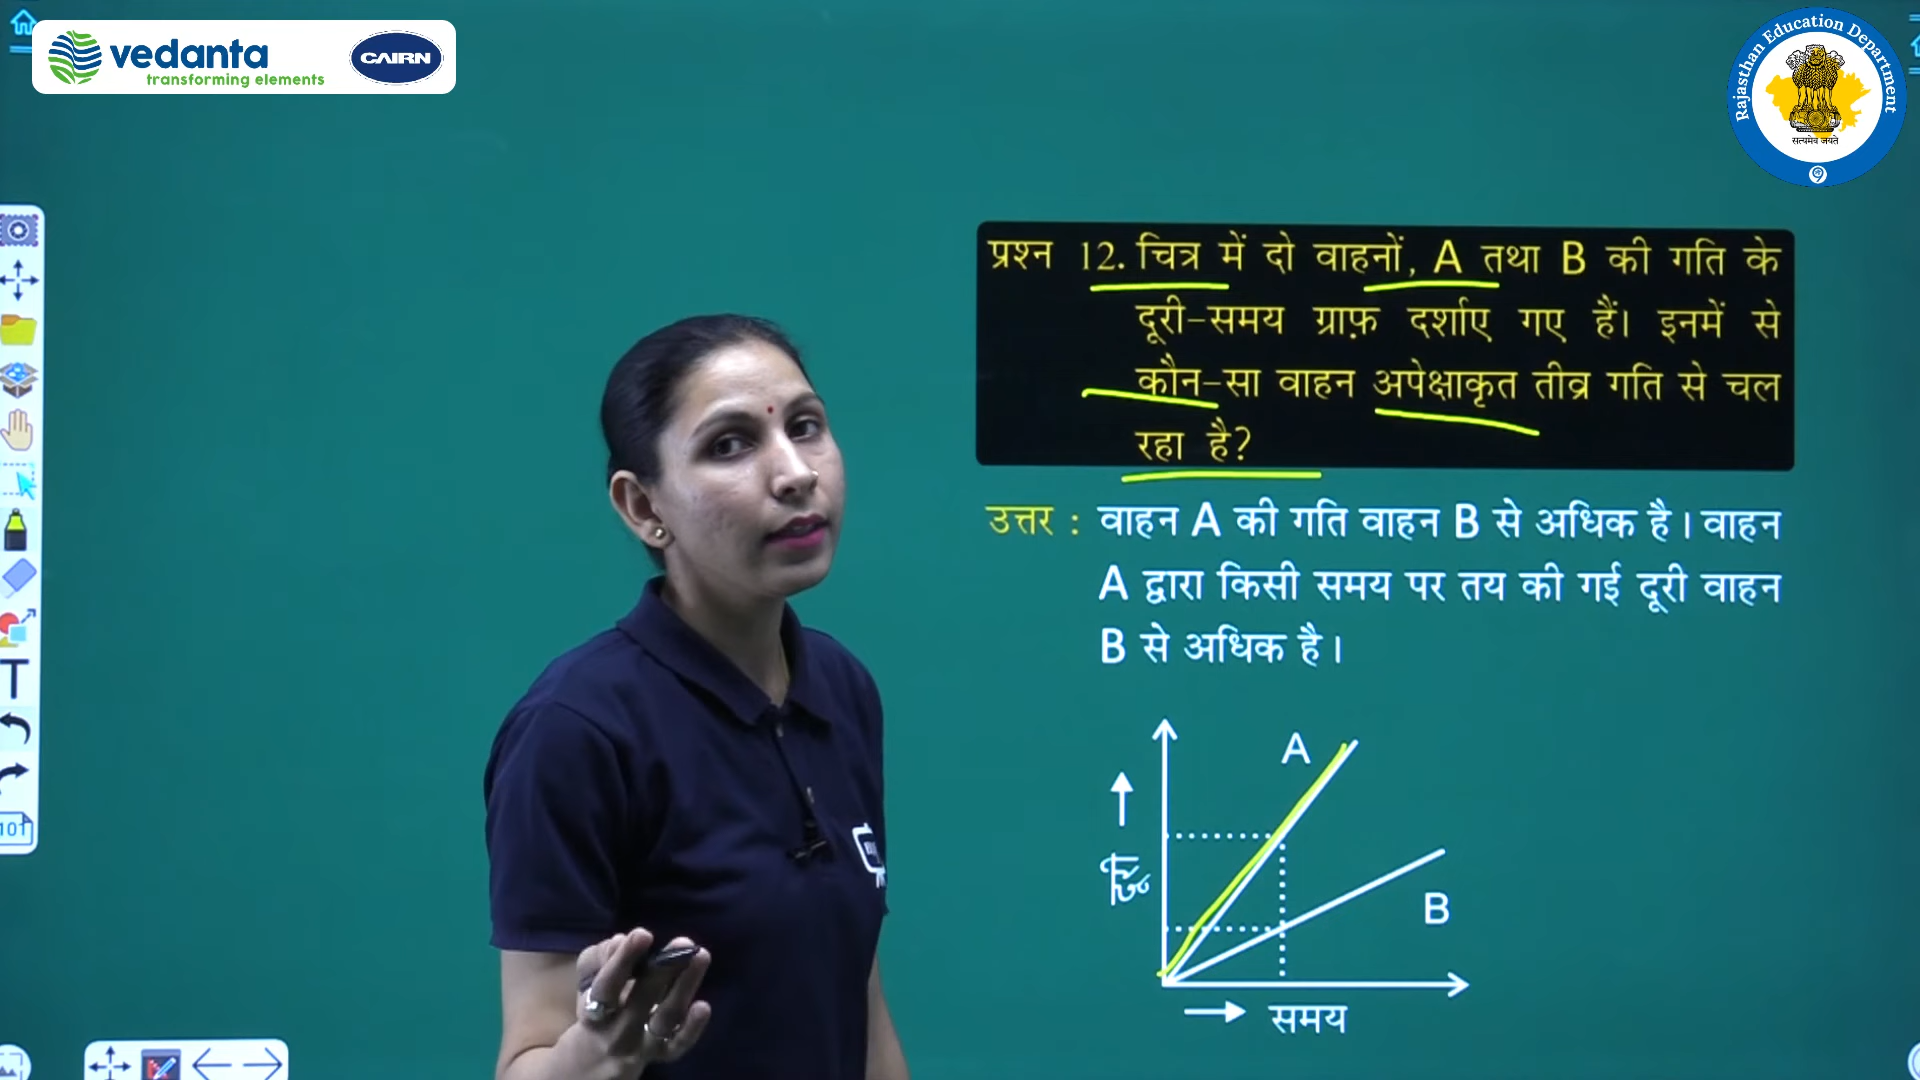 vedanta
transforming elements
CAIRN
Rajasthan Education Department
सत्यमेव जयते
प्रश्न 12. चित्र में दो वाहनों, A तथा B की गति के
दूरी-समय ग्राफ़ दर्शाए गए हैं। इनमें से
कौन-सा वाहन अपेक्षाकृत तीव्र गति से चल
रहा है?
उत्तर : वाहन A की गति वाहन B से अधिक है। वाहन
A द्वारा किसी समय पर तय की गई दूरी वाहन
B से अधिक है।
A
दूरी
B
समय
T
101